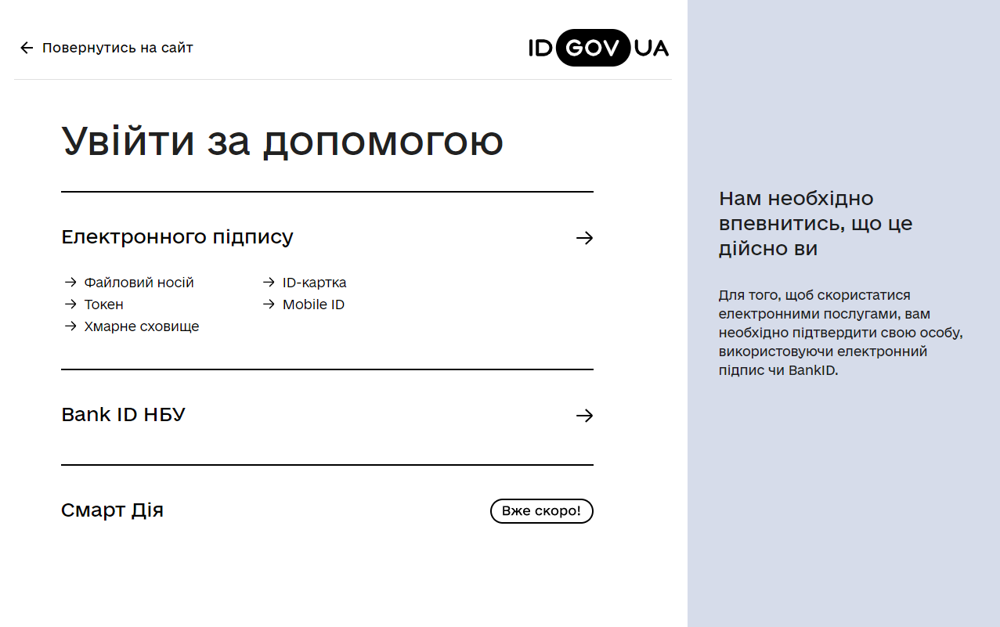 Повернутись на сайт
ID GOV UA
Увійти за допомогою
Електронного підпису
Файловий носій
Токен
Хмарне сховище
ID-картка
Mobile ID
Bank ID НБУ
Смарт Дія
Вже скоро!
Нам необхідно
впевнитись, що це
дійсно ви
Для того, щоб скористатися
електронними послугами, вам
необхідно підтвердити свою особу,
використовуючи електронний
підпис чи BankID.